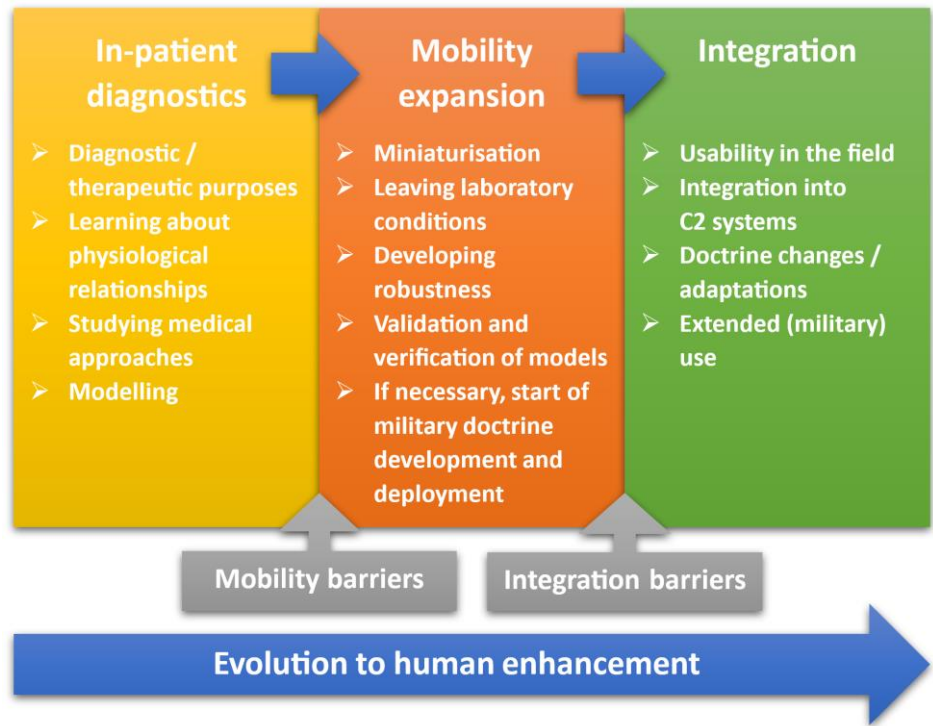 In-patient
diagnostics
➢ Diagnostic /
therapeutic purposes
➢ Learning about
physiological
relationships
➢ Studying medical
approaches
➢ Modelling
Mobility
expansion
➢ Miniaturisation
➢ Leaving laboratory
conditions
➢ Developing
robustness
➢ Validation and
verification of models
➢ If necessary, start of
military doctrine
development and
deployment
Integration
➢ Usability in the field
➢ Integration into
C2 systems
➢ Doctrine changes /
adaptations
➢ Extended (military)
use
Mobility barriers
Integration barriers
Evolution to human enhancement